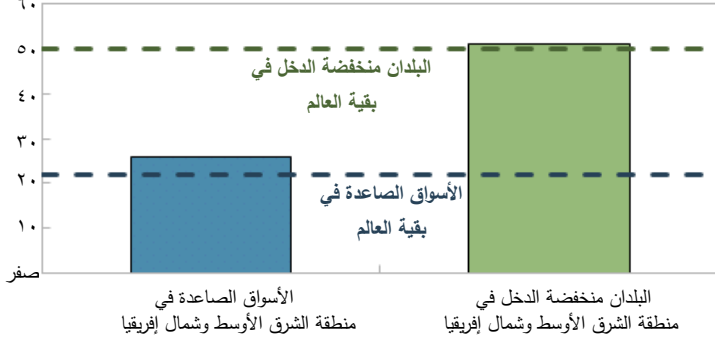 ٦٠
٥٠
٤٠
٣٠
٢٠
١٠
صفر
البلدان منخفضة الدخل في
بقية العالم
الأسواق الصاعدة في
بقية العالم
البلدان منخفضة الدخل في
منطقة الشرق الأوسط وشمال إفريقيا
الأسواق الصاعدة في
منطقة الشرق الأوسط وشمال إفريقيا